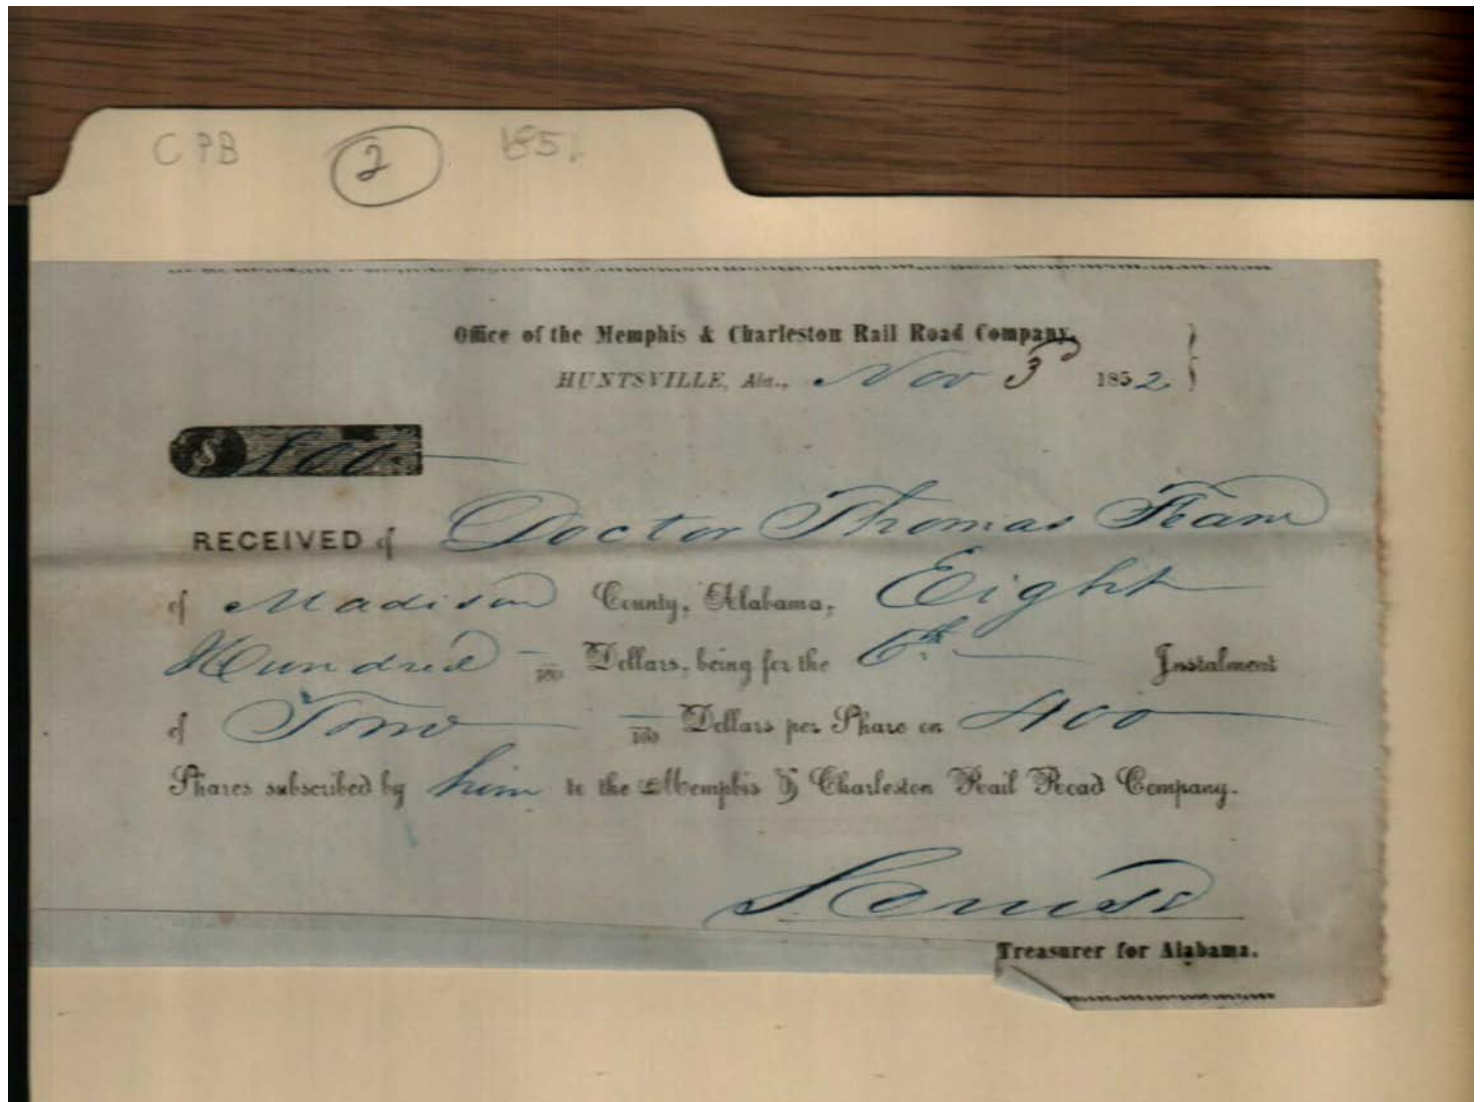 CPB 2 185
Office of the Memphis & Charleston Rail Road Company,
HUNTSVILLE, Ala., Nov 3d 1852
$ 800.
RECEIVED of Doctor Thomas Fearn
of Madison County, Alabama, Eight
Hundred — /100 Dollars, being for the 6th Instalment
of Two — /100 Dollars per Share on 400
Shares subscribed by him to the Memphis & Charleston Rail Road Company.
Treasurer for Alabama.